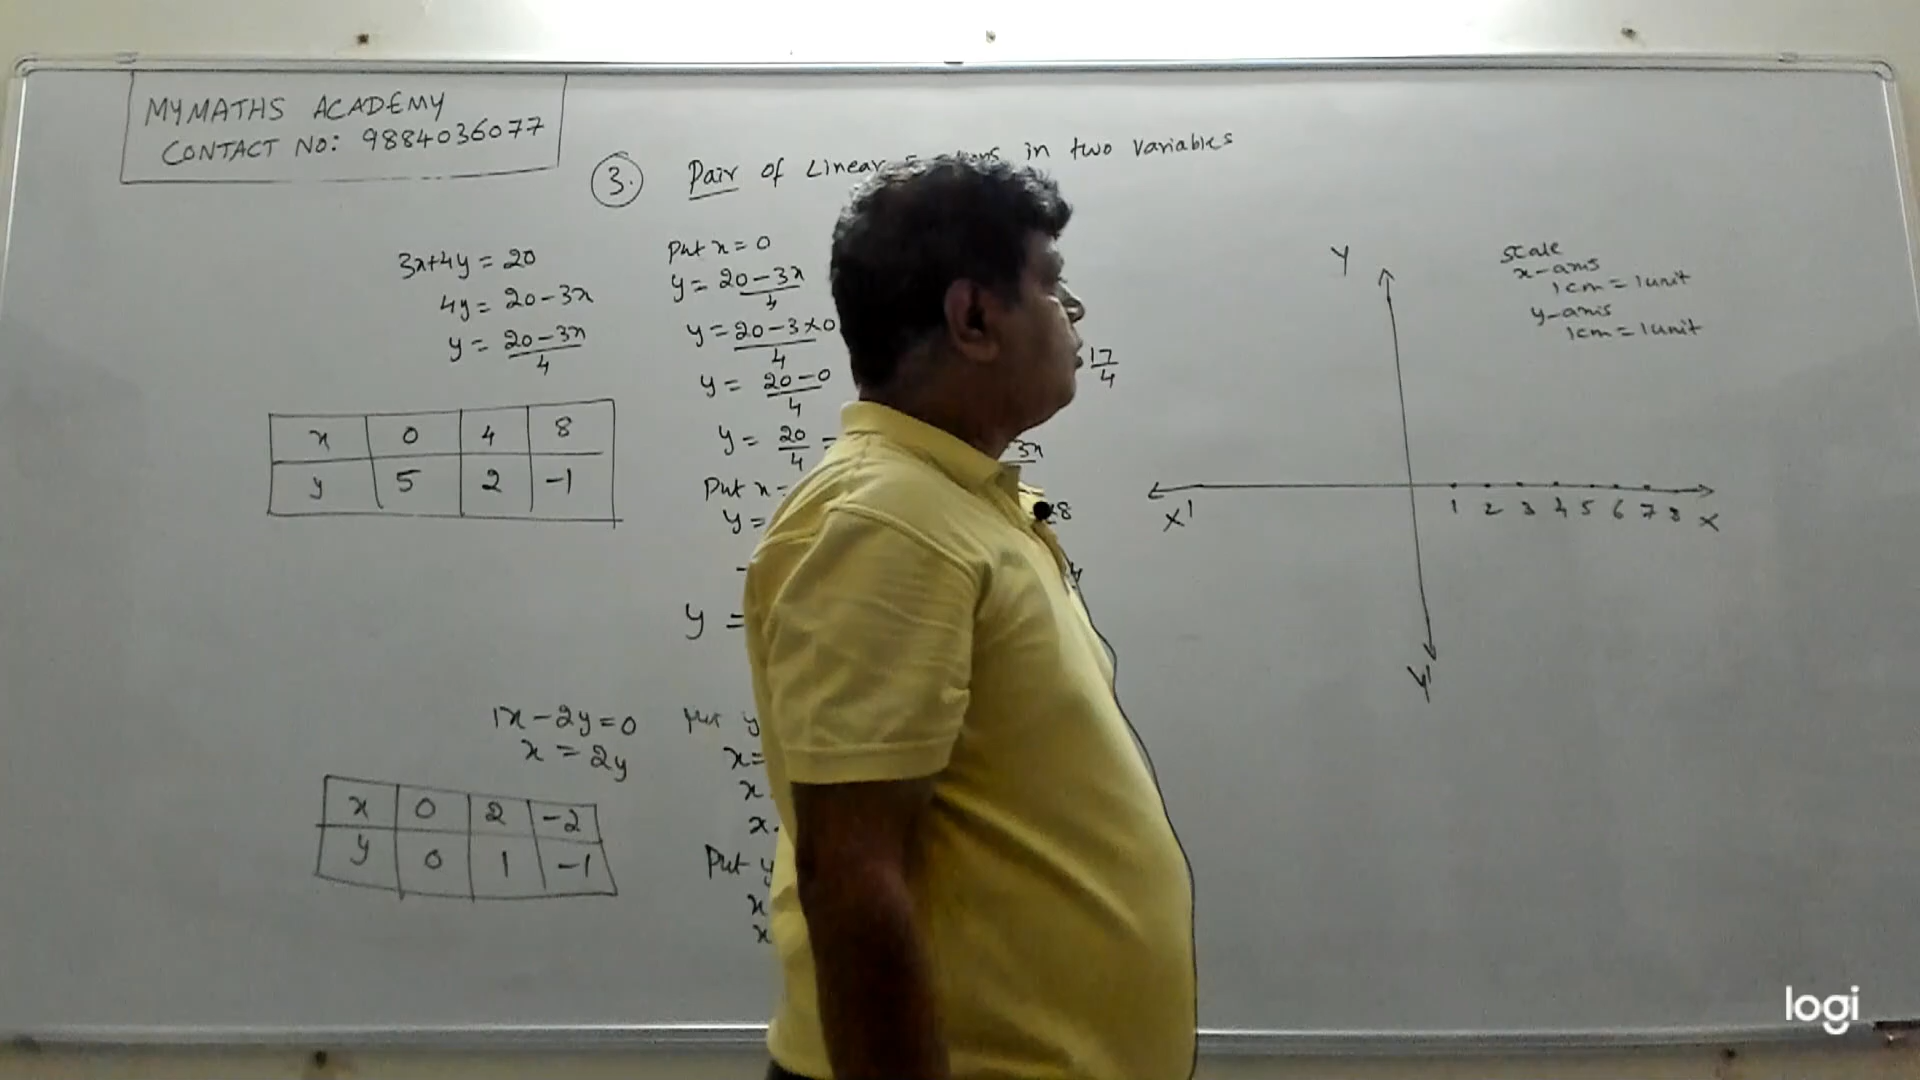 MYMATHS ACADEMY
CONTACT NO: 9884036077
3. Pair of Linear in two variables
3x+4y = 20
4y = 20-3x
y = 20-3x/4
x 0 4 8
y 5 2 -1
Put x = 0
y = 20-3x/4
y = 20-3×0/4
y = 20-0/4
y = 20/4
Put x
y =
y =
17/4
3x
×8
1x-2y=0
x = 2y
x 0 2 -2
y 0 1 -1
Put y
x=
x
x
Put y
x
x
Y
Scale
x-axis
1cm = 1unit
y-axis
1cm = 1unit
X' 1 2 3 4 5 6 7 8 X
Y'
logi